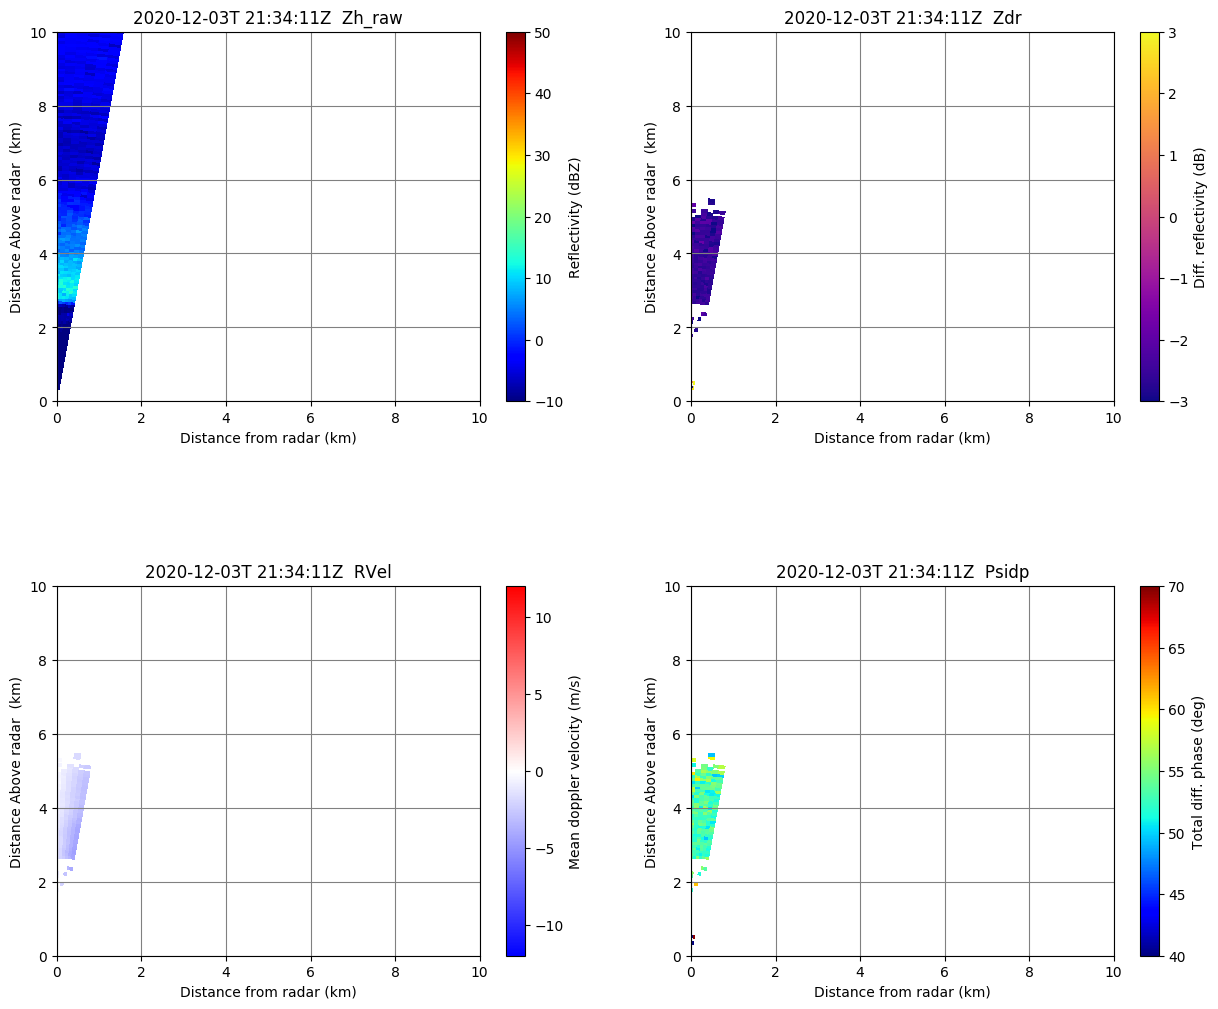 2020-12-03T 21:34:11Z  Zh_raw
10
8
6
4
2
0
Distance Above radar  (km)
0 2 4 6 8 10
Distance from radar (km)
50
40
30
20
10
0
−10
Reflectivity (dBZ)
2020-12-03T 21:34:11Z  Zdr
10
8
6
4
2
0
Distance Above radar  (km)
0 2 4 6 8 10
Distance from radar (km)
3
2
1
0
−1
−2
−3
Diff. reflectivity (dB)
2020-12-03T 21:34:11Z  RVel
10
8
6
4
2
0
Distance Above radar  (km)
0 2 4 6 8 10
Distance from radar (km)
10
5
0
−5
−10
Mean doppler velocity (m/s)
2020-12-03T 21:34:11Z  Psidp
10
8
6
4
2
0
Distance Above radar  (km)
0 2 4 6 8 10
Distance from radar (km)
70
65
60
55
50
45
40
Total diff. phase (deg)